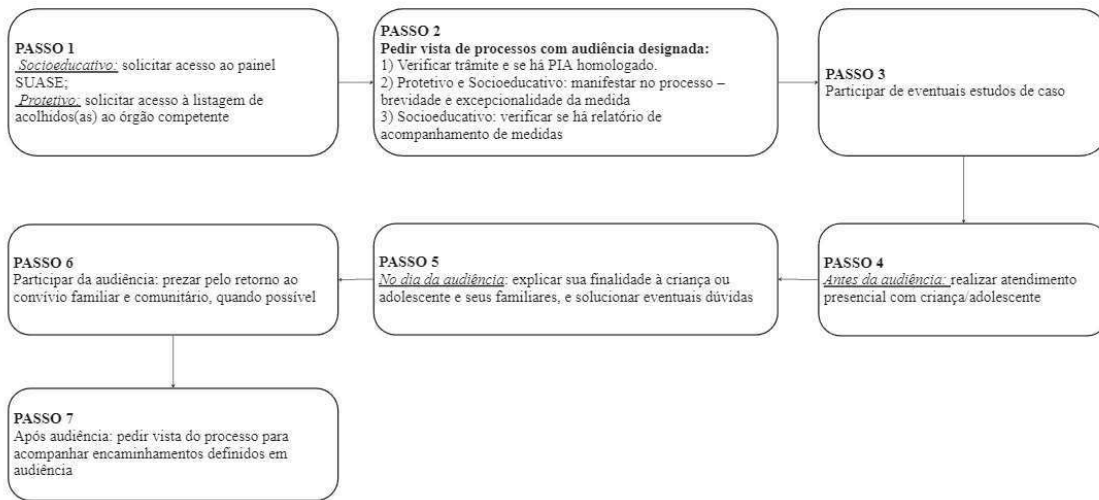 PASSO 1
Socioeducativo: solicitar acesso ao painel
SUASE;
Protetivo: solicitar acesso à listagem de
acolhidos(as) ao órgão competente
PASSO 2
Pedir vista de processos com audiência designada:
1) Verificar trâmite e se há PIA homologado.
2) Protetivo e Socioeducativo: manifestar no processo –
brevidade e excepcionalidade da medida
3) Socioeducativo: verificar se há relatório de
acompanhamento de medidas
PASSO 3
Participar de eventuais estudos de caso
PASSO 4
Antes da audiência: realizar atendimento
presencial com criança/adolescente
PASSO 5
No dia da audiência: explicar sua finalidade à criança ou
adolescente e seus familiares, e solucionar eventuais dúvidas
PASSO 6
Participar da audiência: prezar pelo retorno ao
convívio familiar e comunitário, quando possível
PASSO 7
Após audiência: pedir vista do processo para
acompanhar encaminhamentos definidos em
audiência